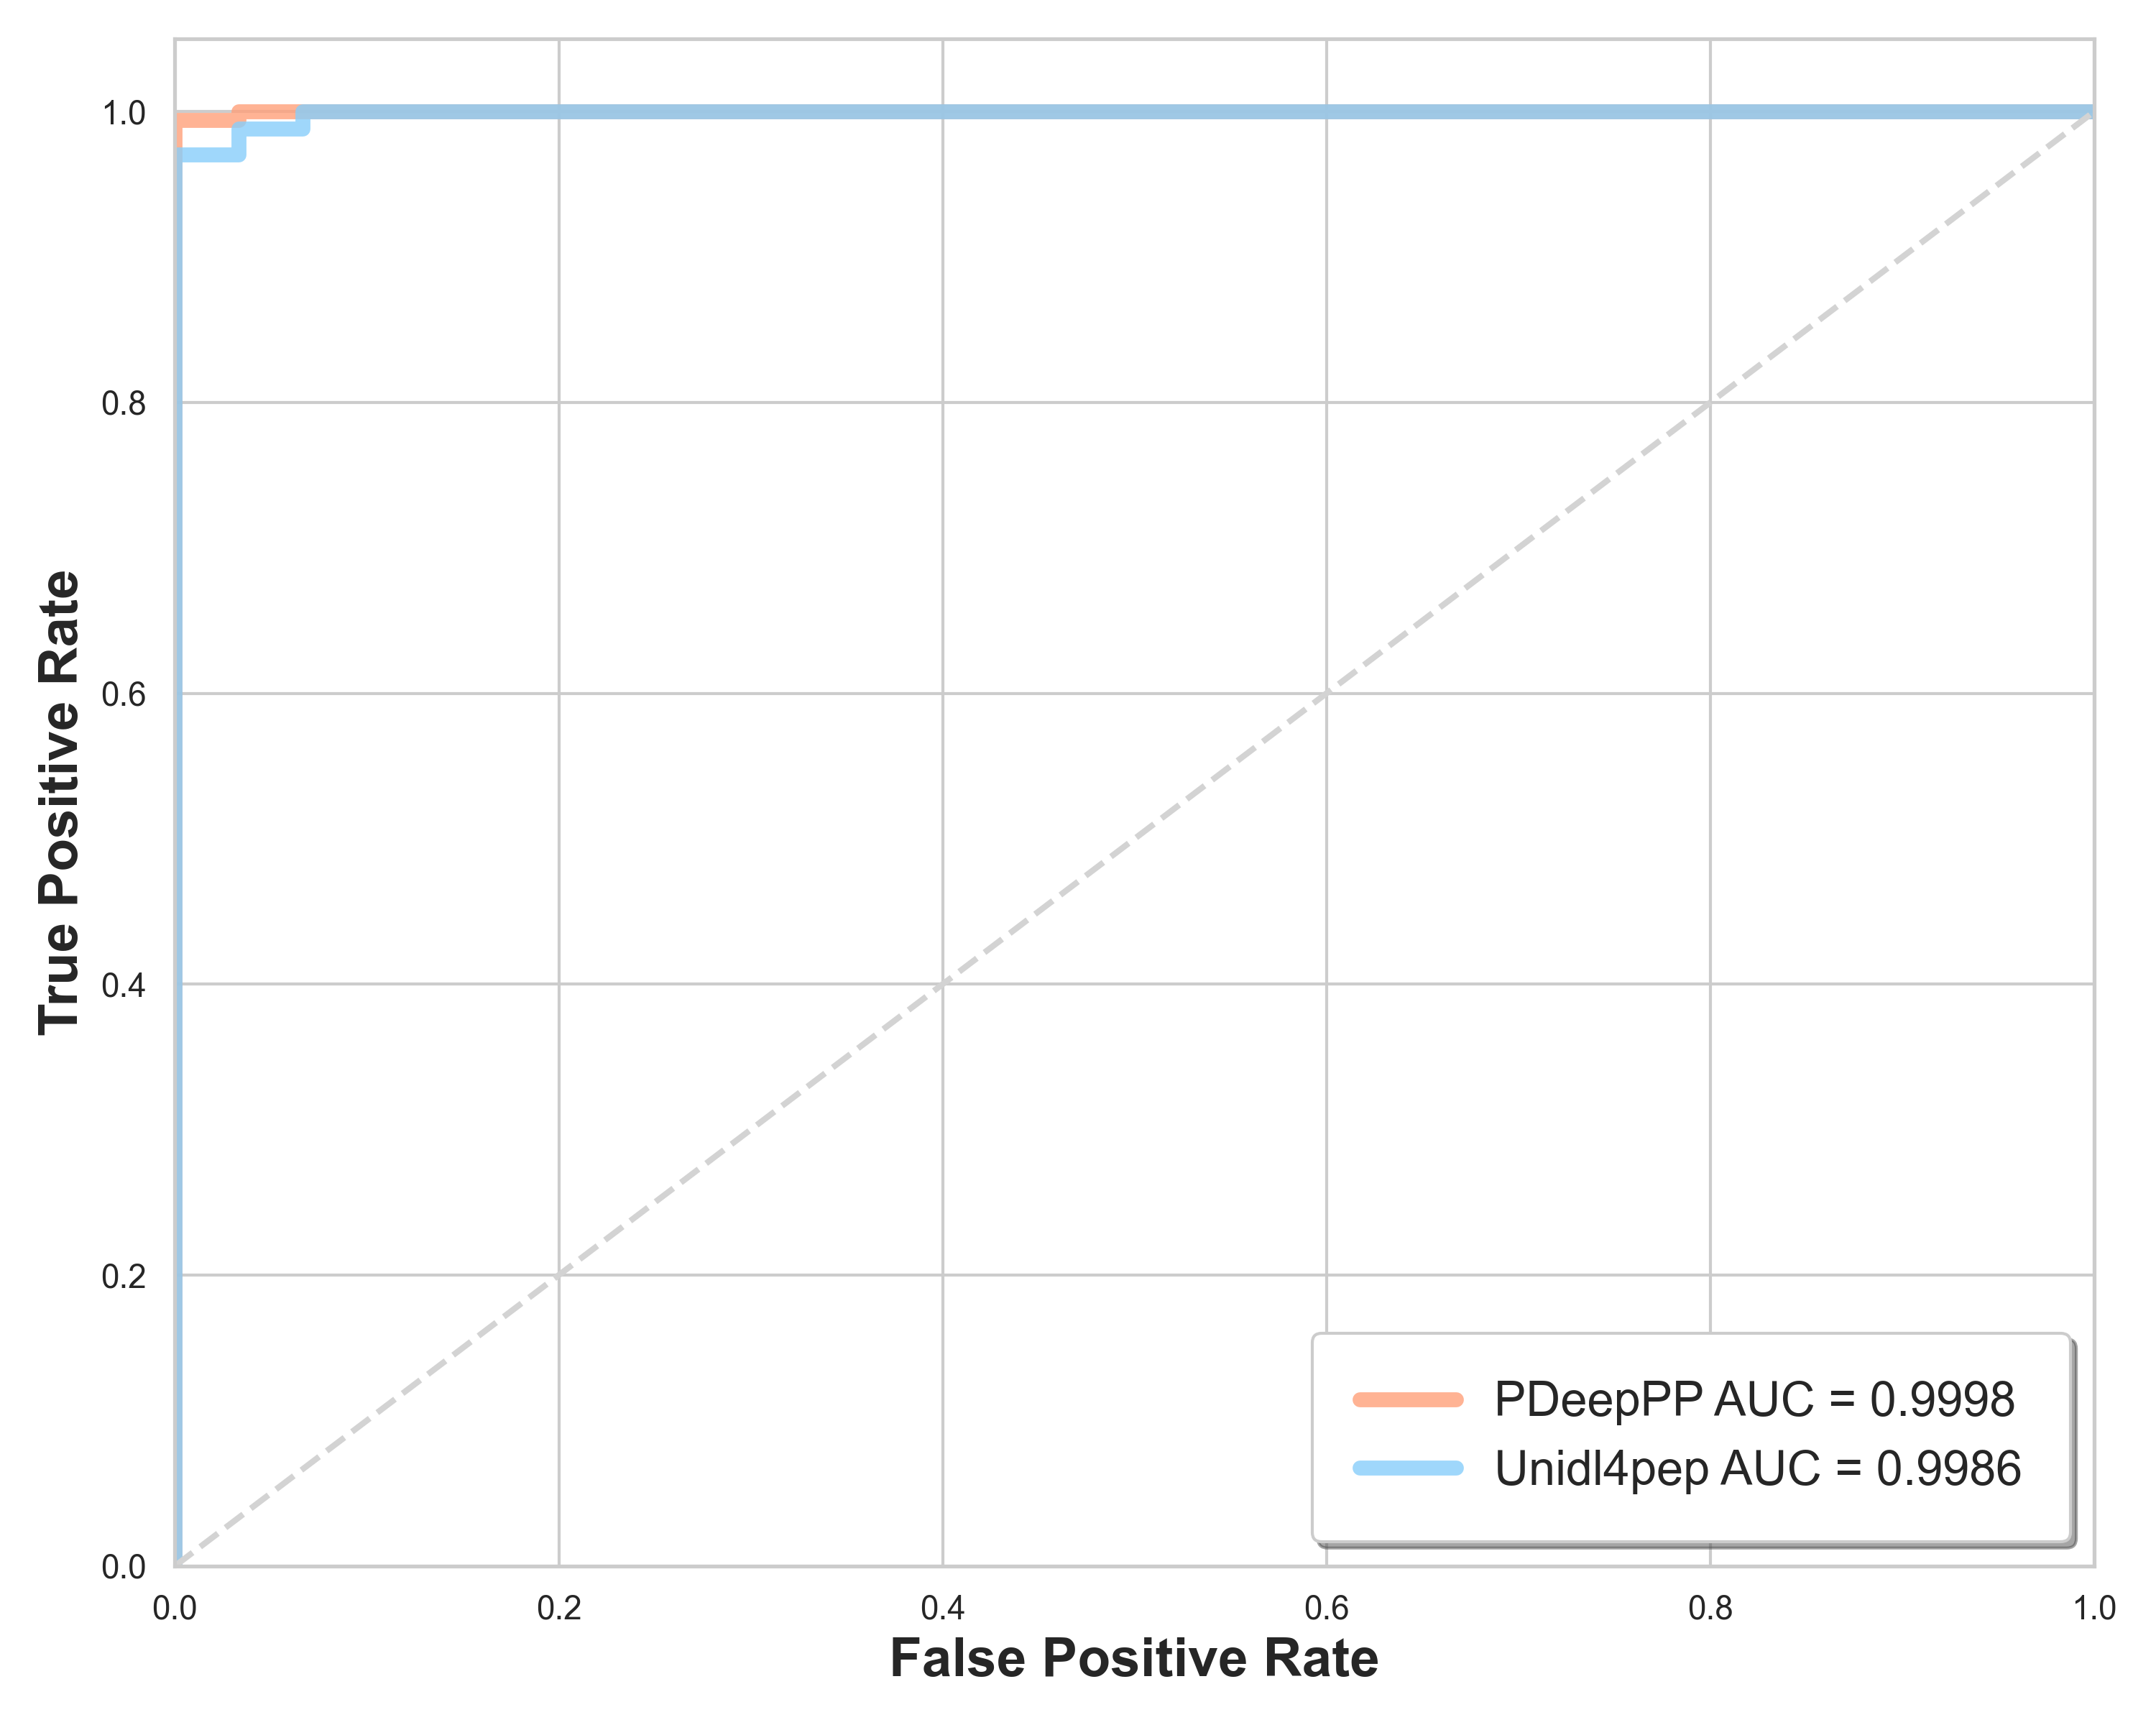 True Positive Rate
1.0
0.8
0.6
0.4
0.2
0.0
0.0 0.2 0.4 0.6 0.8 1.0
False Positive Rate
PDeepPP AUC = 0.9998
Unidl4pep AUC = 0.9986